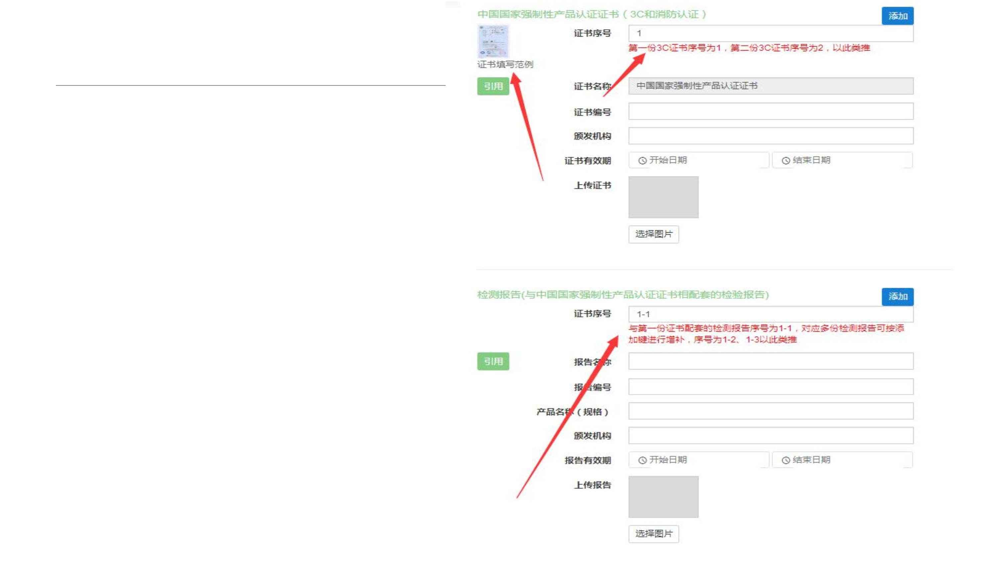 中国国家强制性产品认证证书（3C和消防认证）
添加
证书序号
1
第一份3C证书序号为1，第二份3C证书序号为2，以此类推
证书填写范例
引用
证书名称
中国国家强制性产品认证证书
证书编号
颁发机构
证书有效期
开始日期
结束日期
上传证书
选择图片
检测报告(与中国国家强制性产品认证证书相配套的检验报告)
添加
证书序号
1-1
与第一份证书配套的检测报告序号为1-1，对应多份检测报告可按添
加键进行增补，序号为1-2、1-3以此类推
引用
报告名称
报告编号
产品名称（规格）
颁发机构
报告有效期
开始日期
结束日期
上传报告
选择图片